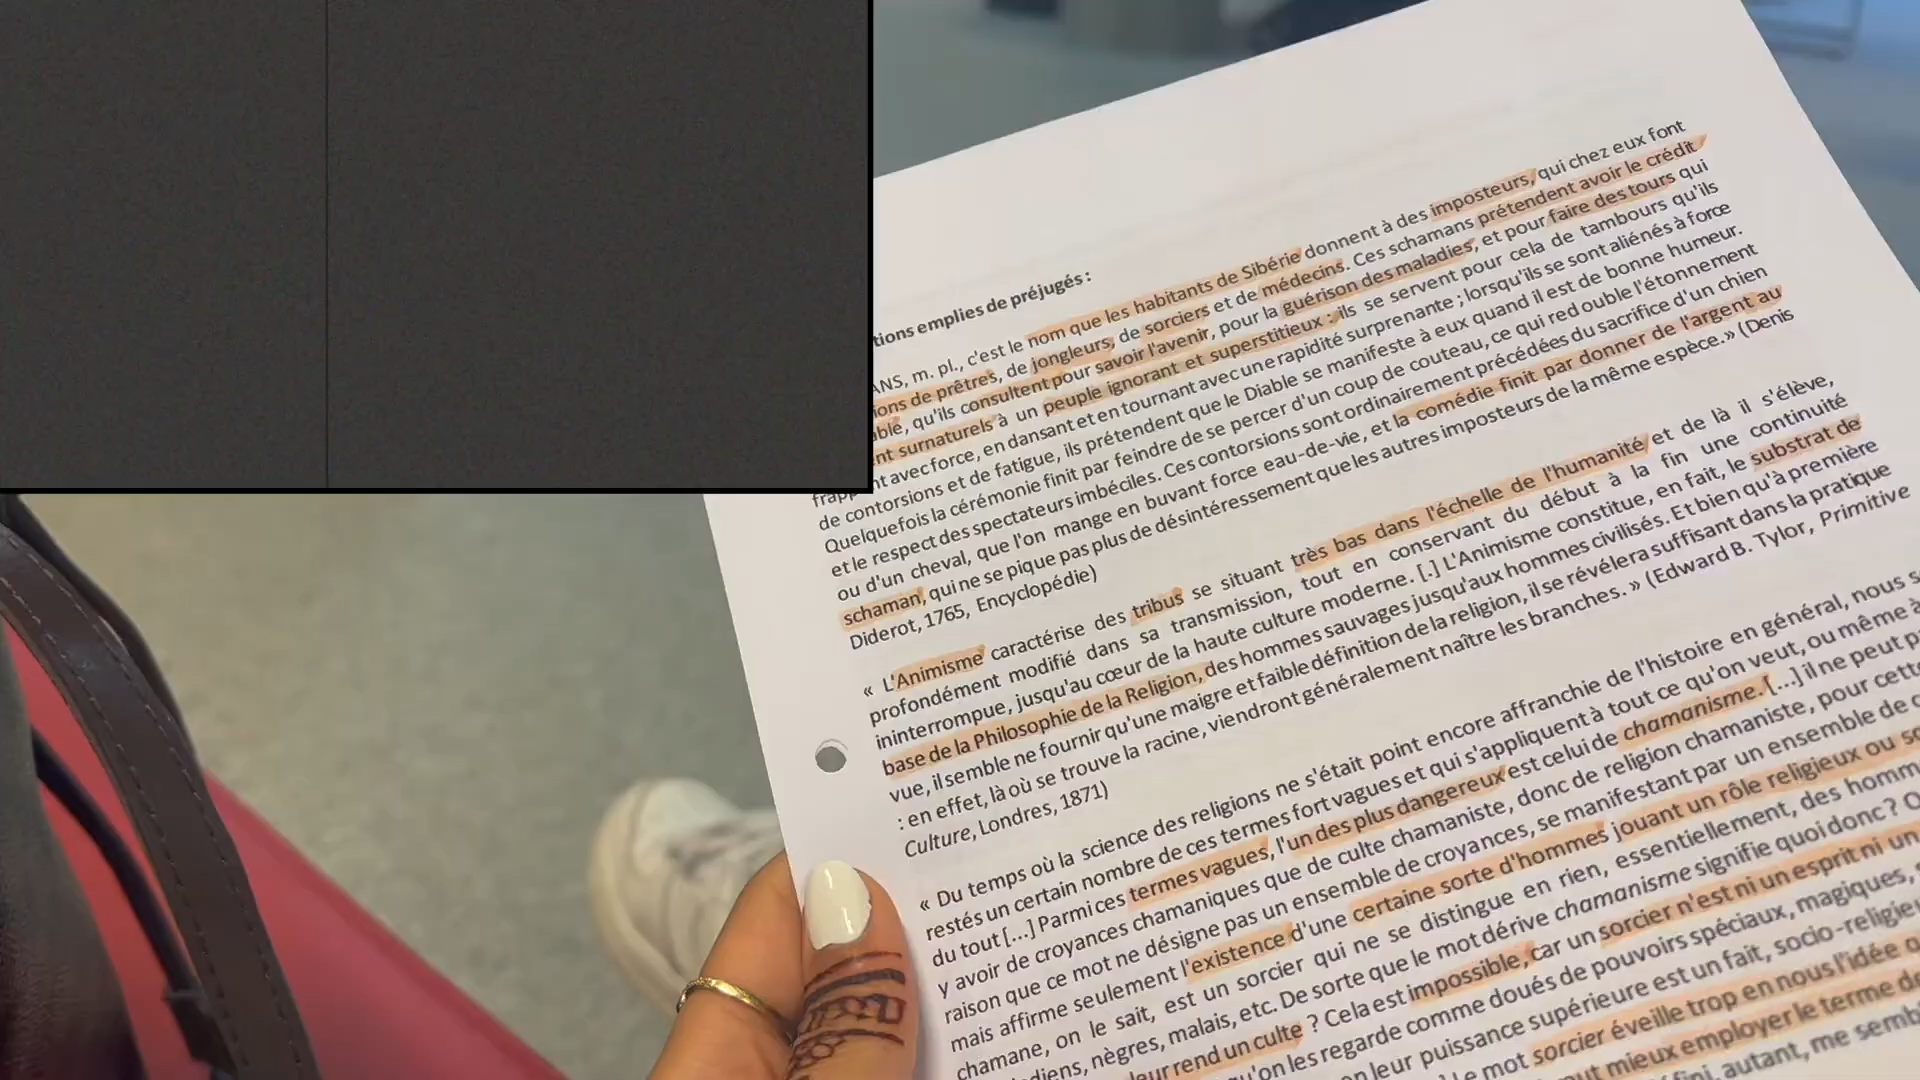 tions emplies de préjugés :
ANS, m. pl., c'est le nom que les habitants de Sibérie donnent à des imposteurs, qui chez eux font
ions de prêtres, de jongleurs, de sorciers et de médecins. Ces schamans prétendent avoir le crédit
able, qu'ils consultent pour savoir l'avenir, pour la guérison des maladies, et pour faire des tours qui
nt surnaturels à un peuple ignorant et superstitieux : ils se servent pour cela de tambours qu'ils
frappent avec force, en dansant et en tournant avec une rapidité surprenante ; lorsqu'ils se sont aliénés à force
de contorsions et de fatigue, ils prétendent que le Diable se manifeste à eux quand il est de bonne humeur.
Quelquefois la cérémonie finit par feindre de se percer d'un coup de couteau, ce qui redouble l'étonnement
et le respect des spectateurs imbéciles. Ces contorsions sont ordinairement précédées du sacrifice d'un chien
ou d'un cheval, que l'on mange en buvant force eau-de-vie, et la comédie finit par donner de l'argent au
schaman, qui ne se pique pas plus de désintéressement que les autres imposteurs de la même espèce. » (Denis
Diderot, 1765, Encyclopédie)
« L'Animisme caractérise des tribus se situant très bas dans l'échelle de l'humanité et de là il s'élève,
profondément modifié dans sa transmission, tout en conservant du début à la fin une continuité
ininterrompue, jusqu'au cœur de la haute culture moderne. [.] L'Animisme constitue, en fait, le substrat de
base de la Philosophie de la Religion, des hommes sauvages jusqu'aux hommes civilisés. Et bien qu'à première
vue, il semble ne fournir qu'une maigre et faible définition de la religion, il se révélera suffisant dans la pratique
: en effet, là où se trouve la racine, viendront généralement naître les branches. » (Edward B. Tylor, Primitive
Culture, Londres, 1871)
« Du temps où la science des religions ne s'était point encore affranchie de l'histoire en général, nous s
restés un certain nombre de ces termes fort vagues et qui s'appliquent à tout ce qu'on veut, ou même à
du tout [...] Parmi ces termes vagues, l'un des plus dangereux est celui de chamanisme. [...] il ne peut p
y avoir de croyances chamaniques que de culte chamaniste, donc de religion chamaniste, pour cette
raison que ce mot ne désigne pas un ensemble de croyances, se manifestant par un ensemble de c
mais affirme seulement l'existence d'une certaine sorte d'hommes jouant un rôle religieux ou so
chamane, on le sait, est un sorcier qui ne se distingue en rien, essentiellement, des homm
diens, nègres, malais, etc. De sorte que le mot dérive chamanisme signifie quoi donc ? O
leur rend un culte ? Cela est impossible, car un sorcier n'est ni un esprit ni un
qu'on les regarde comme doués de pouvoirs spéciaux, magiques,
leur puissance supérieure est un fait, socio-religieu
Le mot sorcier éveille trop en nous l'idée
mieux employer le terme de
fini, autant, me semb